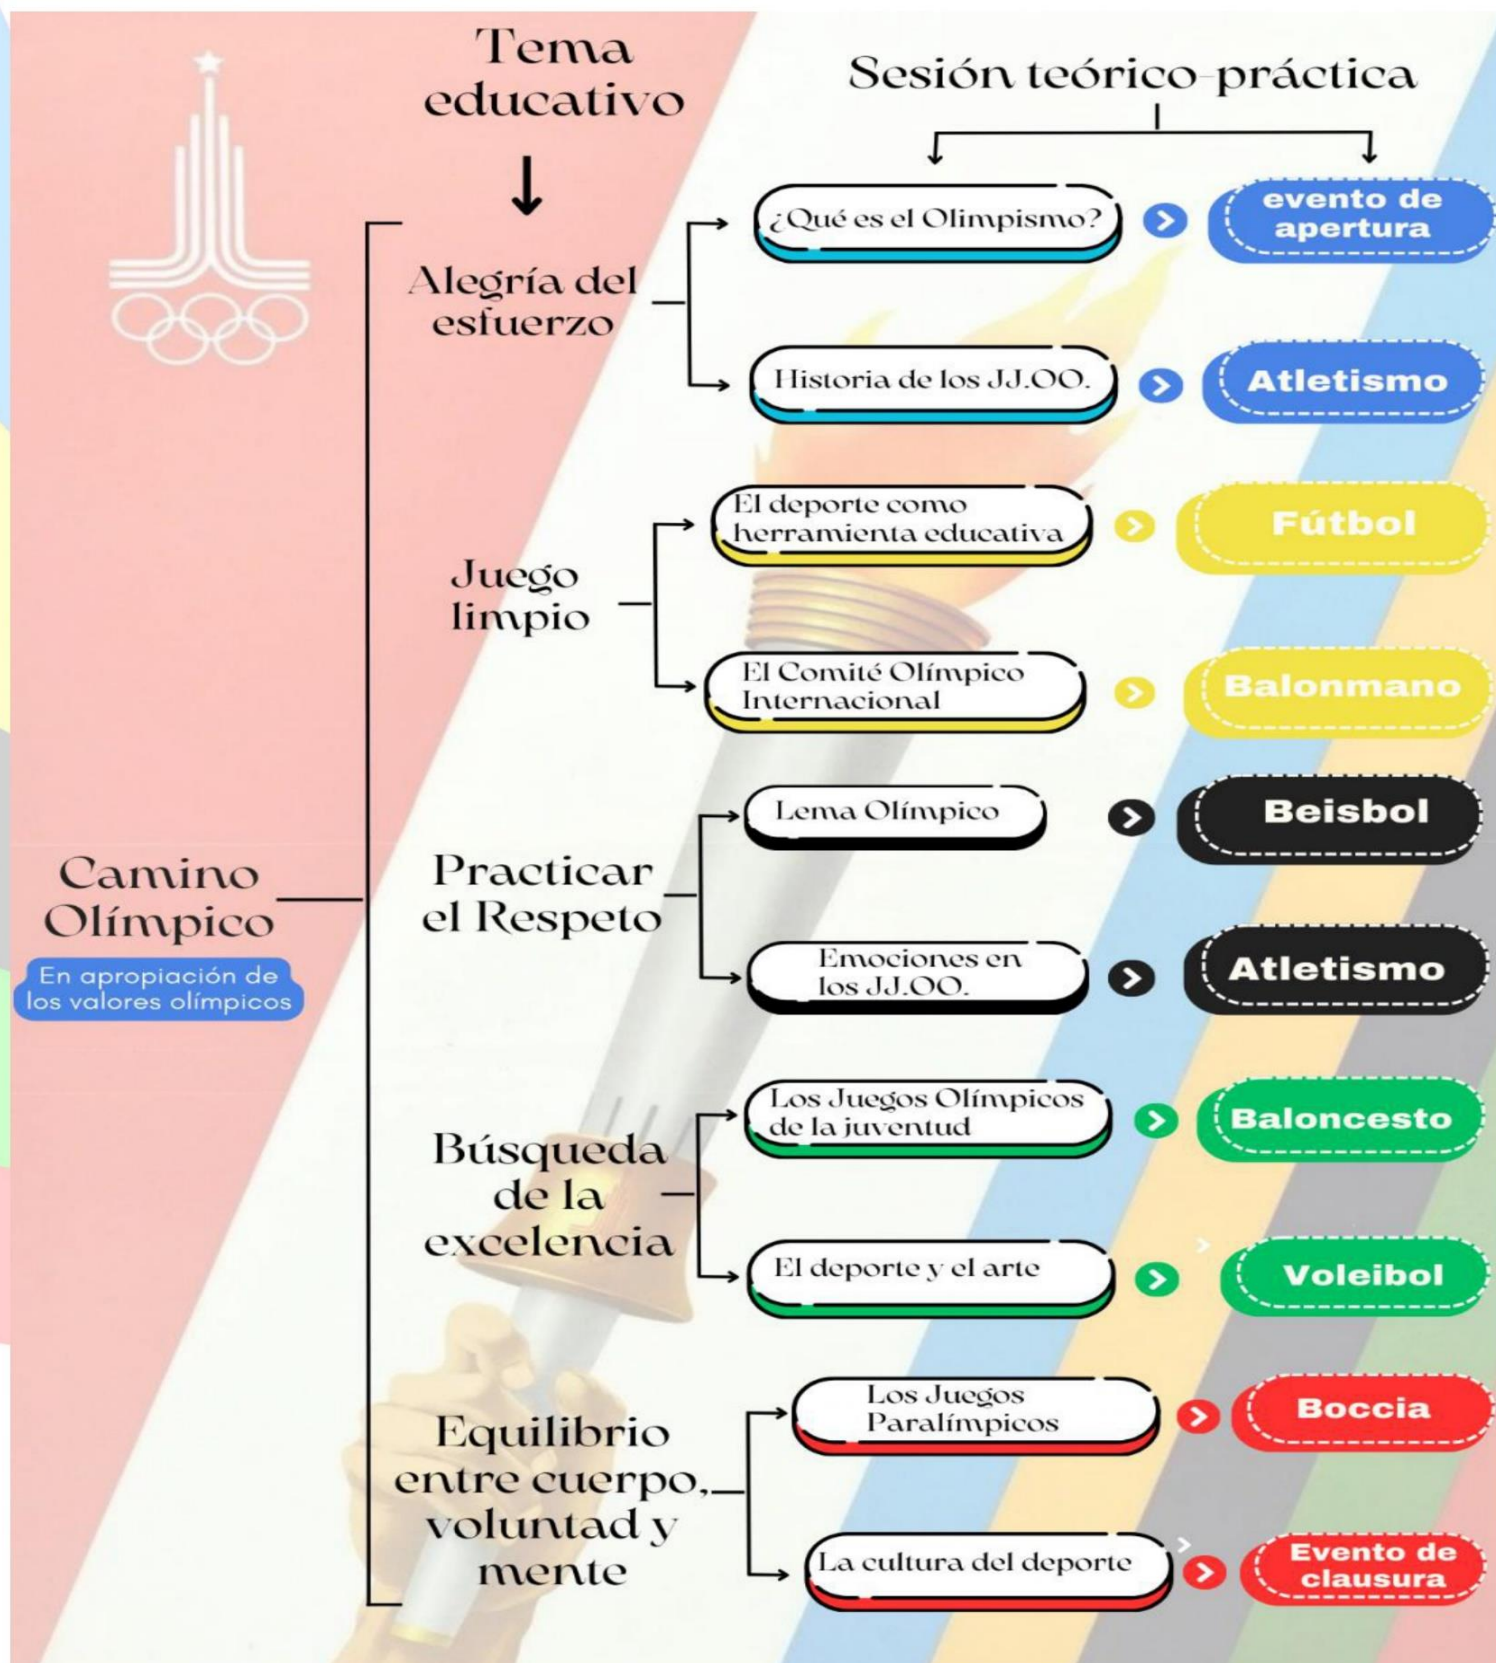 Tema
educativo
Sesión teórico-práctica
¿Qué es el Olimpismo?
evento de
apertura
Alegría del
esfuerzo
Historia de los JJ.OO.
Atletismo
El deporte como
herramienta educativa
Fútbol
Juego
limpio
El Comité Olímpico
Internacional
Balonmano
Lema Olímpico
Beisbol
Camino
Olímpico
En apropiación de
los valores olímpicos
Practicar
el Respeto
Emociones en
los JJ.OO.
Atletismo
Los Juegos Olímpicos
de la juventud
Baloncesto
Búsqueda
de la
excelencia
El deporte y el arte
Voleibol
Los Juegos
Paralímpicos
Boccia
Equilibrio
entre cuerpo,
voluntad y
mente
La cultura del deporte
Evento de
clausura